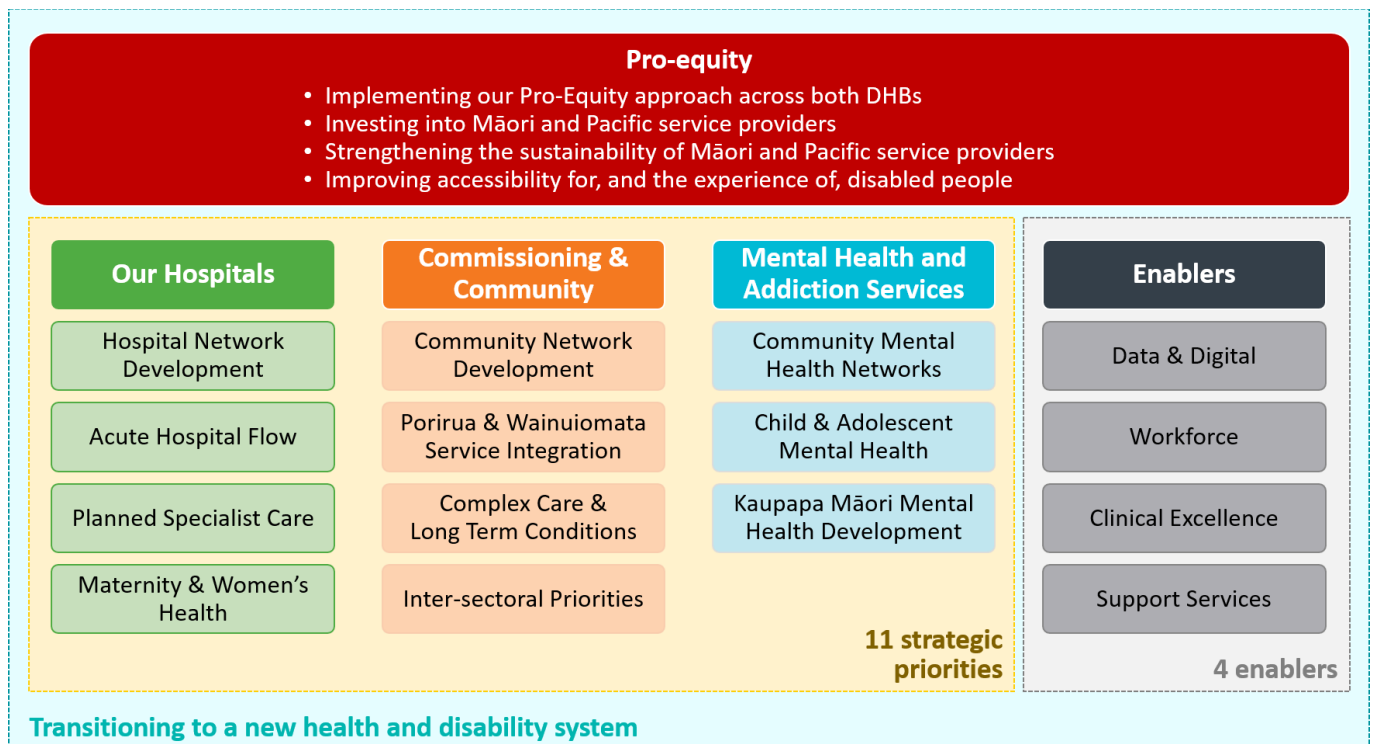 Pro-equity
• Implementing our Pro-Equity approach across both DHBs
• Investing into Māori and Pacific service providers
• Strengthening the sustainability of Māori and Pacific service providers
• Improving accessibility for, and the experience of, disabled people
Our Hospitals
Hospital Network
Development
Acute Hospital Flow
Planned Specialist Care
Maternity & Women’s
Health
Commissioning &
Community
Community Network
Development
Porirua & Wainuiomata
Service Integration
Complex Care &
Long Term Conditions
Inter-sectoral Priorities
Mental Health and
Addiction Services
Community Mental
Health Networks
Child & Adolescent
Mental Health
Kaupapa Māori Mental
Health Development
11 strategic
priorities
Enablers
Data & Digital
Workforce
Clinical Excellence
Support Services
4 enablers
Transitioning to a new health and disability system